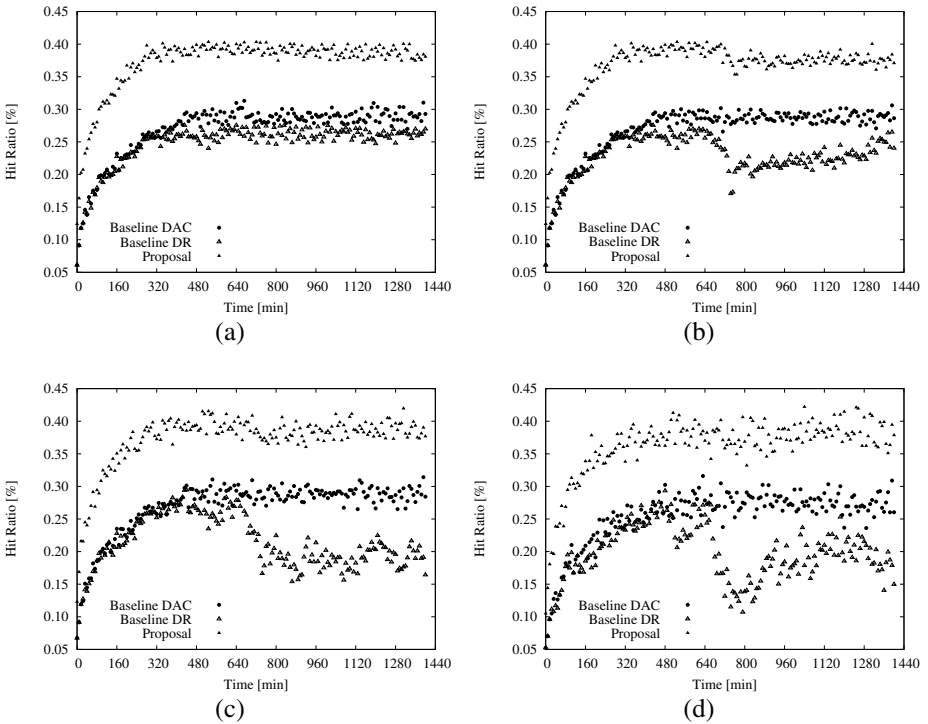 0.45
0.40
0.35
0.30
0.25
0.20
0.15
0.10
0.05
Hit Ratio [%]
Baseline DAC
Baseline DR
Proposal
0 160 320 480 640 800 960 1120 1280 1440
Time [min]
(a)
0.45
0.40
0.35
0.30
0.25
0.20
0.15
0.10
0.05
Hit Ratio [%]
Baseline DAC
Baseline DR
Proposal
0 160 320 480 640 800 960 1120 1280 1440
Time [min]
(b)
0.45
0.40
0.35
0.30
0.25
0.20
0.15
0.10
0.05
Hit Ratio [%]
Baseline DAC
Baseline DR
Proposal
0 160 320 480 640 800 960 1120 1280 1440
Time [min]
(c)
0.45
0.40
0.35
0.30
0.25
0.20
0.15
0.10
0.05
Hit Ratio [%]
Baseline DAC
Baseline DR
Proposal
0 160 320 480 640 800 960 1120 1280 1440
Time [min]
(d)